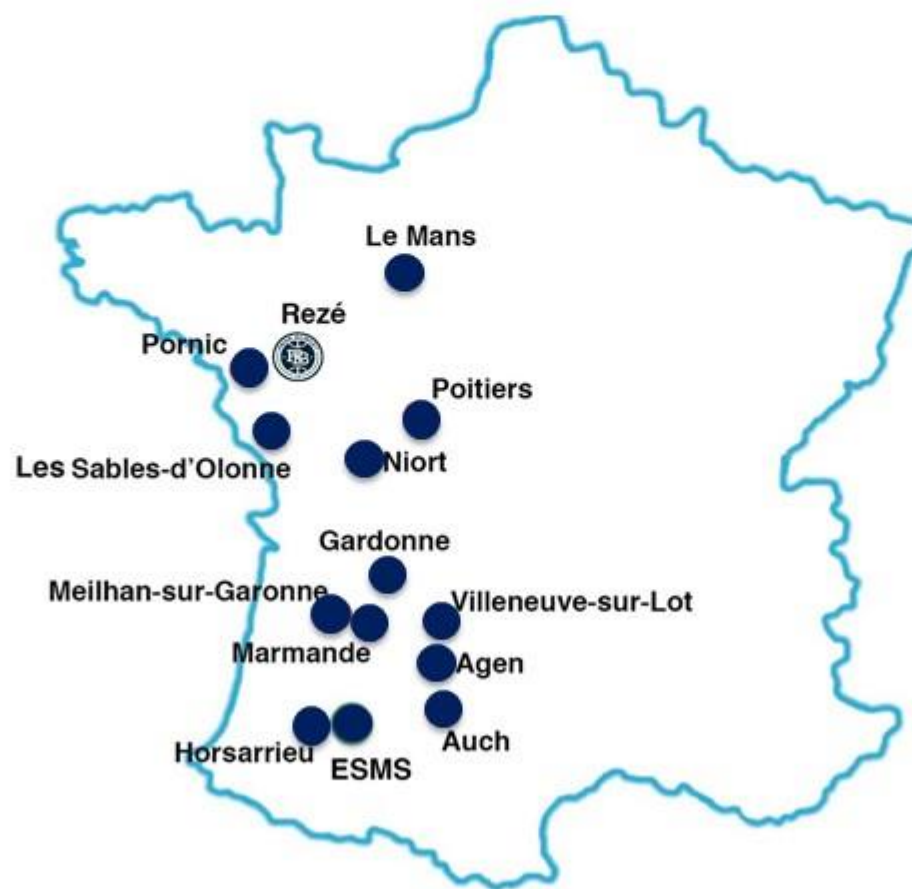 Le Mans
Rezé
Pornic
Poitiers
Les Sables-d'Olonne
Niort
Gardonne
Meilhan-sur-Garonne
Villeneuve-sur-Lot
Marmande
Agen
Auch
Horsarrieu
ESMS